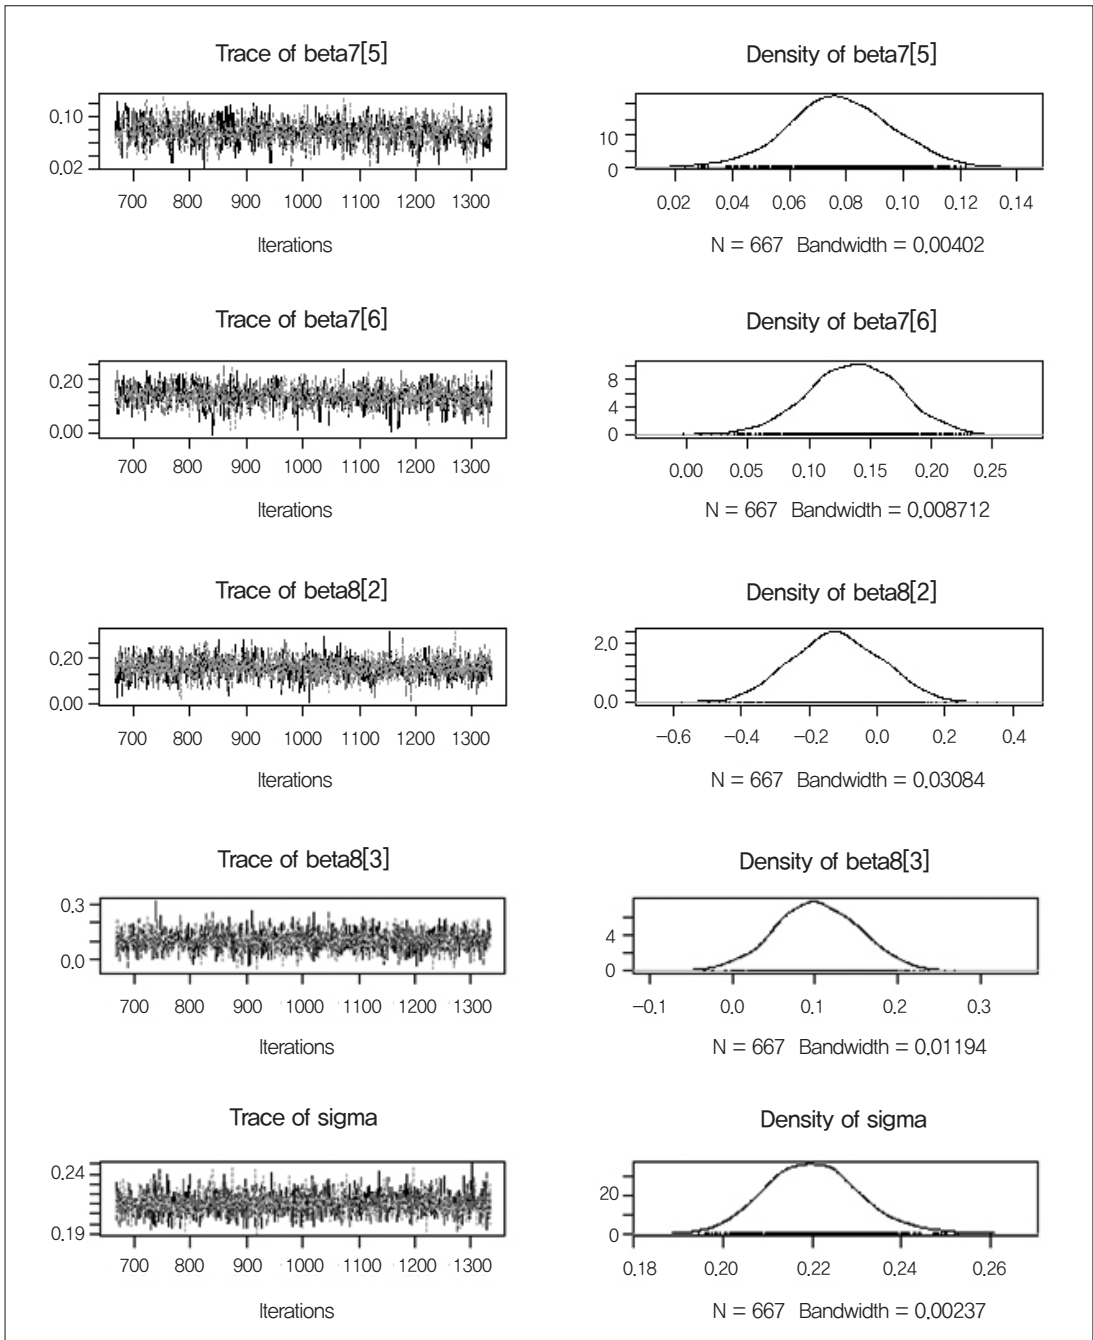 Trace of beta7[5]
Density of beta7[5]
0.10
0.02
700 800 900 1000 1100 1200 1300
Iterations
10
0
0.02 0.04 0.06 0.08 0.10 0.12 0.14
N = 667 Bandwidth = 0.00402
Trace of beta7[6]
Density of beta7[6]
0.20
0.00
700 800 900 1000 1100 1200 1300
Iterations
8
4
0
0.00 0.05 0.10 0.15 0.20 0.25
N = 667 Bandwidth = 0.008712
Trace of beta8[2]
Density of beta8[2]
0.20
0.00
700 800 900 1000 1100 1200 1300
Iterations
2.0
0.0
−0.6 −0.4 −0.2 0.0 0.2 0.4
N = 667 Bandwidth = 0.03084
Trace of beta8[3]
Density of beta8[3]
0.3
0.0
700 800 900 1000 1100 1200 1300
Iterations
4
0
−0.1 0.0 0.1 0.2 0.3
N = 667 Bandwidth = 0.01194
Trace of sigma
Density of sigma
0.24
0.19
700 800 900 1000 1100 1200 1300
Iterations
20
0
0.18 0.20 0.22 0.24 0.26
N = 667 Bandwidth = 0.00237